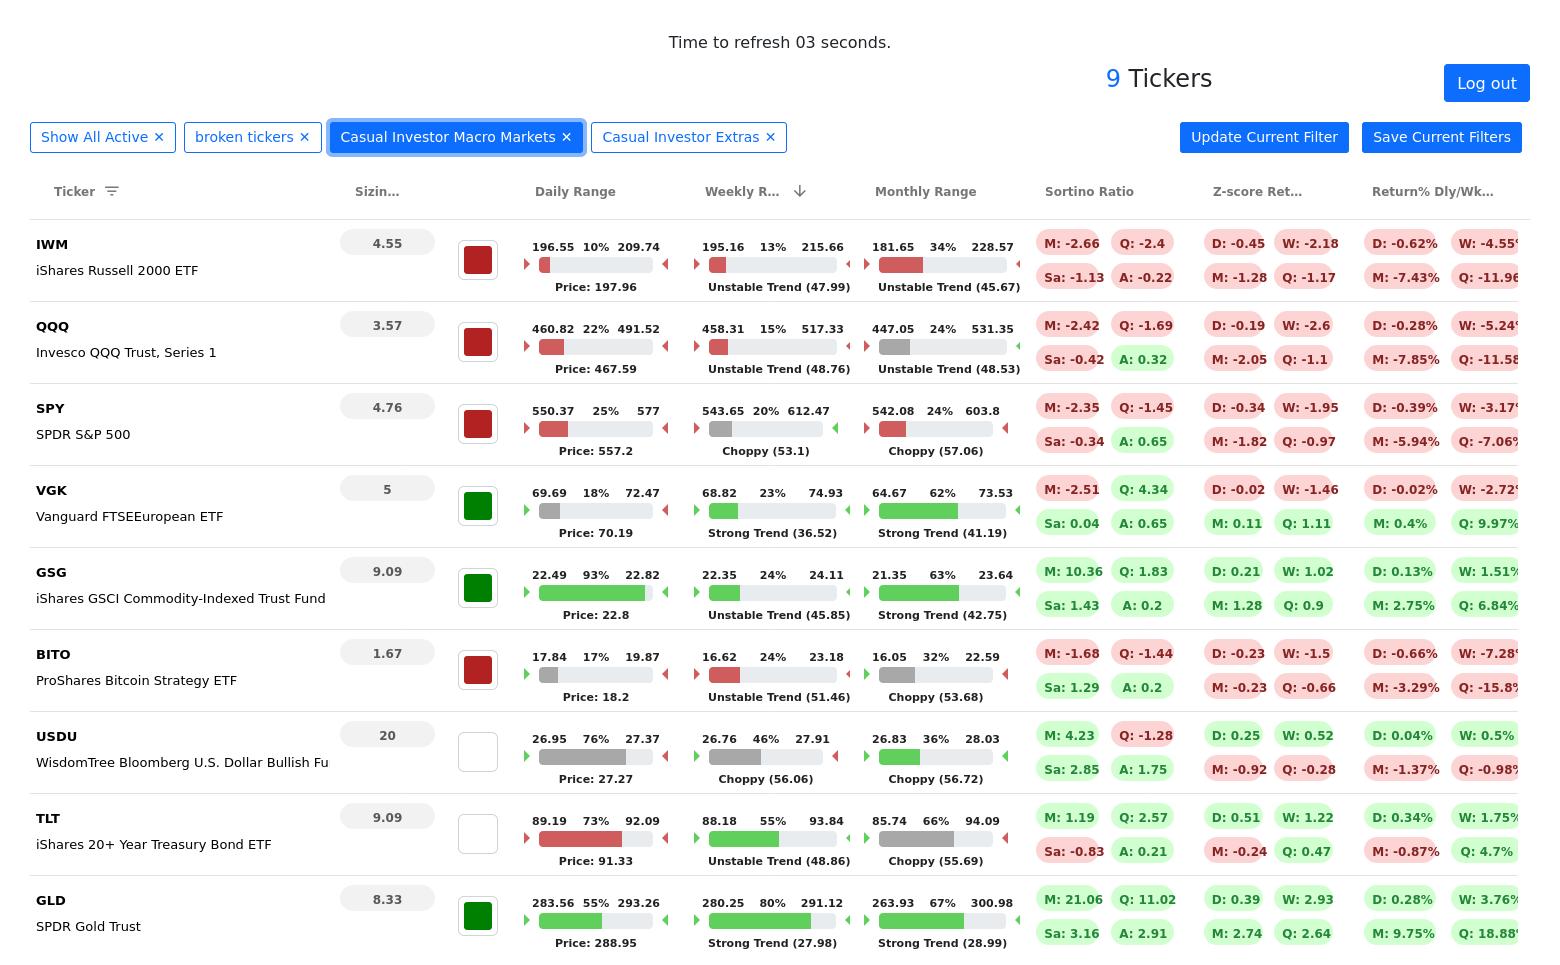 Time to refresh 03 seconds.
9 Tickers
Log out
Show All Active ✕ broken tickers ✕ Casual Investor Macro Markets ✕ Casual Investor Extras ✕ Update Current Filter Save Current Filters
Ticker Sizin... Daily Range Weekly R... Monthly Range Sortino Ratio Z-score Ret... Return% Dly/Wk...
IWM 4.55 196.55 10% 209.74 195.16 13% 215.66 181.65 34% 228.57 M: -2.66 Q: -2.4 D: -0.45 W: -2.18 D: -0.62% W: -4.55%
iShares Russell 2000 ETF Price: 197.96 Unstable Trend (47.99) Unstable Trend (45.67) Sa: -1.13 A: -0.22 M: -1.28 Q: -1.17 M: -7.43% Q: -11.96
QQQ 3.57 460.82 22% 491.52 458.31 15% 517.33 447.05 24% 531.35 M: -2.42 Q: -1.69 D: -0.19 W: -2.6 D: -0.28% W: -5.24%
Invesco QQQ Trust, Series 1 Price: 467.59 Unstable Trend (48.76) Unstable Trend (48.53) Sa: -0.42 A: 0.32 M: -2.05 Q: -1.1 M: -7.85% Q: -11.58
SPY 4.76 550.37 25% 577 543.65 20% 612.47 542.08 24% 603.8 M: -2.35 Q: -1.45 D: -0.34 W: -1.95 D: -0.39% W: -3.17%
SPDR S&P 500 Price: 557.2 Choppy (53.1) Choppy (57.06) Sa: -0.34 A: 0.65 M: -1.82 Q: -0.97 M: -5.94% Q: -7.06%
VGK 5 69.69 18% 72.47 68.82 23% 74.93 64.67 62% 73.53 M: -2.51 Q: 4.34 D: -0.02 W: -1.46 D: -0.02% W: -2.72%
Vanguard FTSEEuropean ETF Price: 70.19 Strong Trend (36.52) Strong Trend (41.19) Sa: 0.04 A: 0.65 M: 0.11 Q: 1.11 M: 0.4% Q: 9.97%
GSG 9.09 22.49 93% 22.82 22.35 24% 24.11 21.35 63% 23.64 M: 10.36 Q: 1.83 D: 0.21 W: 1.02 D: 0.13% W: 1.51%
iShares GSCI Commodity-Indexed Trust Fund Price: 22.8 Unstable Trend (45.85) Strong Trend (42.75) Sa: 1.43 A: 0.2 M: 1.28 Q: 0.9 M: 2.75% Q: 6.84%
BITO 1.67 17.84 17% 19.87 16.62 24% 23.18 16.05 32% 22.59 M: -1.68 Q: -1.44 D: -0.23 W: -1.5 D: -0.66% W: -7.28%
ProShares Bitcoin Strategy ETF Price: 18.2 Unstable Trend (51.46) Choppy (53.68) Sa: 1.29 A: 0.2 M: -0.23 Q: -0.66 M: -3.29% Q: -15.8%
USDU 20 26.95 76% 27.37 26.76 46% 27.91 26.83 36% 28.03 M: 4.23 Q: -1.28 D: 0.25 W: 0.52 D: 0.04% W: 0.5%
WisdomTree Bloomberg U.S. Dollar Bullish Fu Price: 27.27 Choppy (56.06) Choppy (56.72) Sa: 2.85 A: 1.75 M: -0.92 Q: -0.28 M: -1.37% Q: -0.98%
TLT 9.09 89.19 73% 92.09 88.18 55% 93.84 85.74 66% 94.09 M: 1.19 Q: 2.57 D: 0.51 W: 1.22 D: 0.34% W: 1.75%
iShares 20+ Year Treasury Bond ETF Price: 91.33 Unstable Trend (48.86) Choppy (55.69) Sa: -0.83 A: 0.21 M: -0.24 Q: 0.47 M: -0.87% Q: 4.7%
GLD 8.33 283.56 55% 293.26 280.25 80% 291.12 263.93 67% 300.98 M: 21.06 Q: 11.02 D: 0.39 W: 2.93 D: 0.28% W: 3.76%
SPDR Gold Trust Price: 288.95 Strong Trend (27.98) Strong Trend (28.99) Sa: 3.16 A: 2.91 M: 2.74 Q: 2.64 M: 9.75% Q: 18.88%